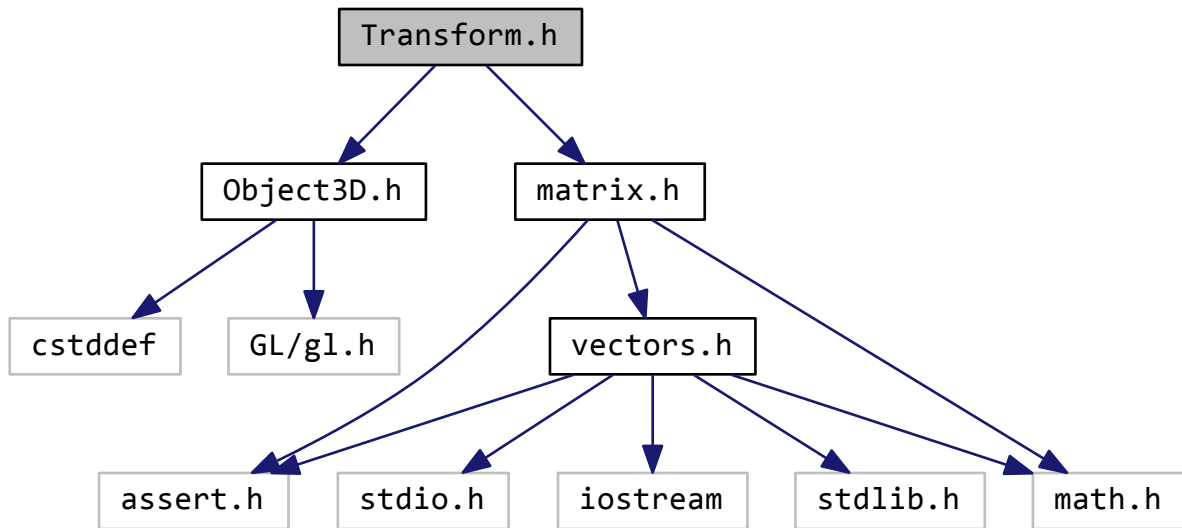 Transform.h
Object3D.h
matrix.h
cstddef
GL/gl.h
vectors.h
assert.h
stdio.h
iostream
stdlib.h
math.h